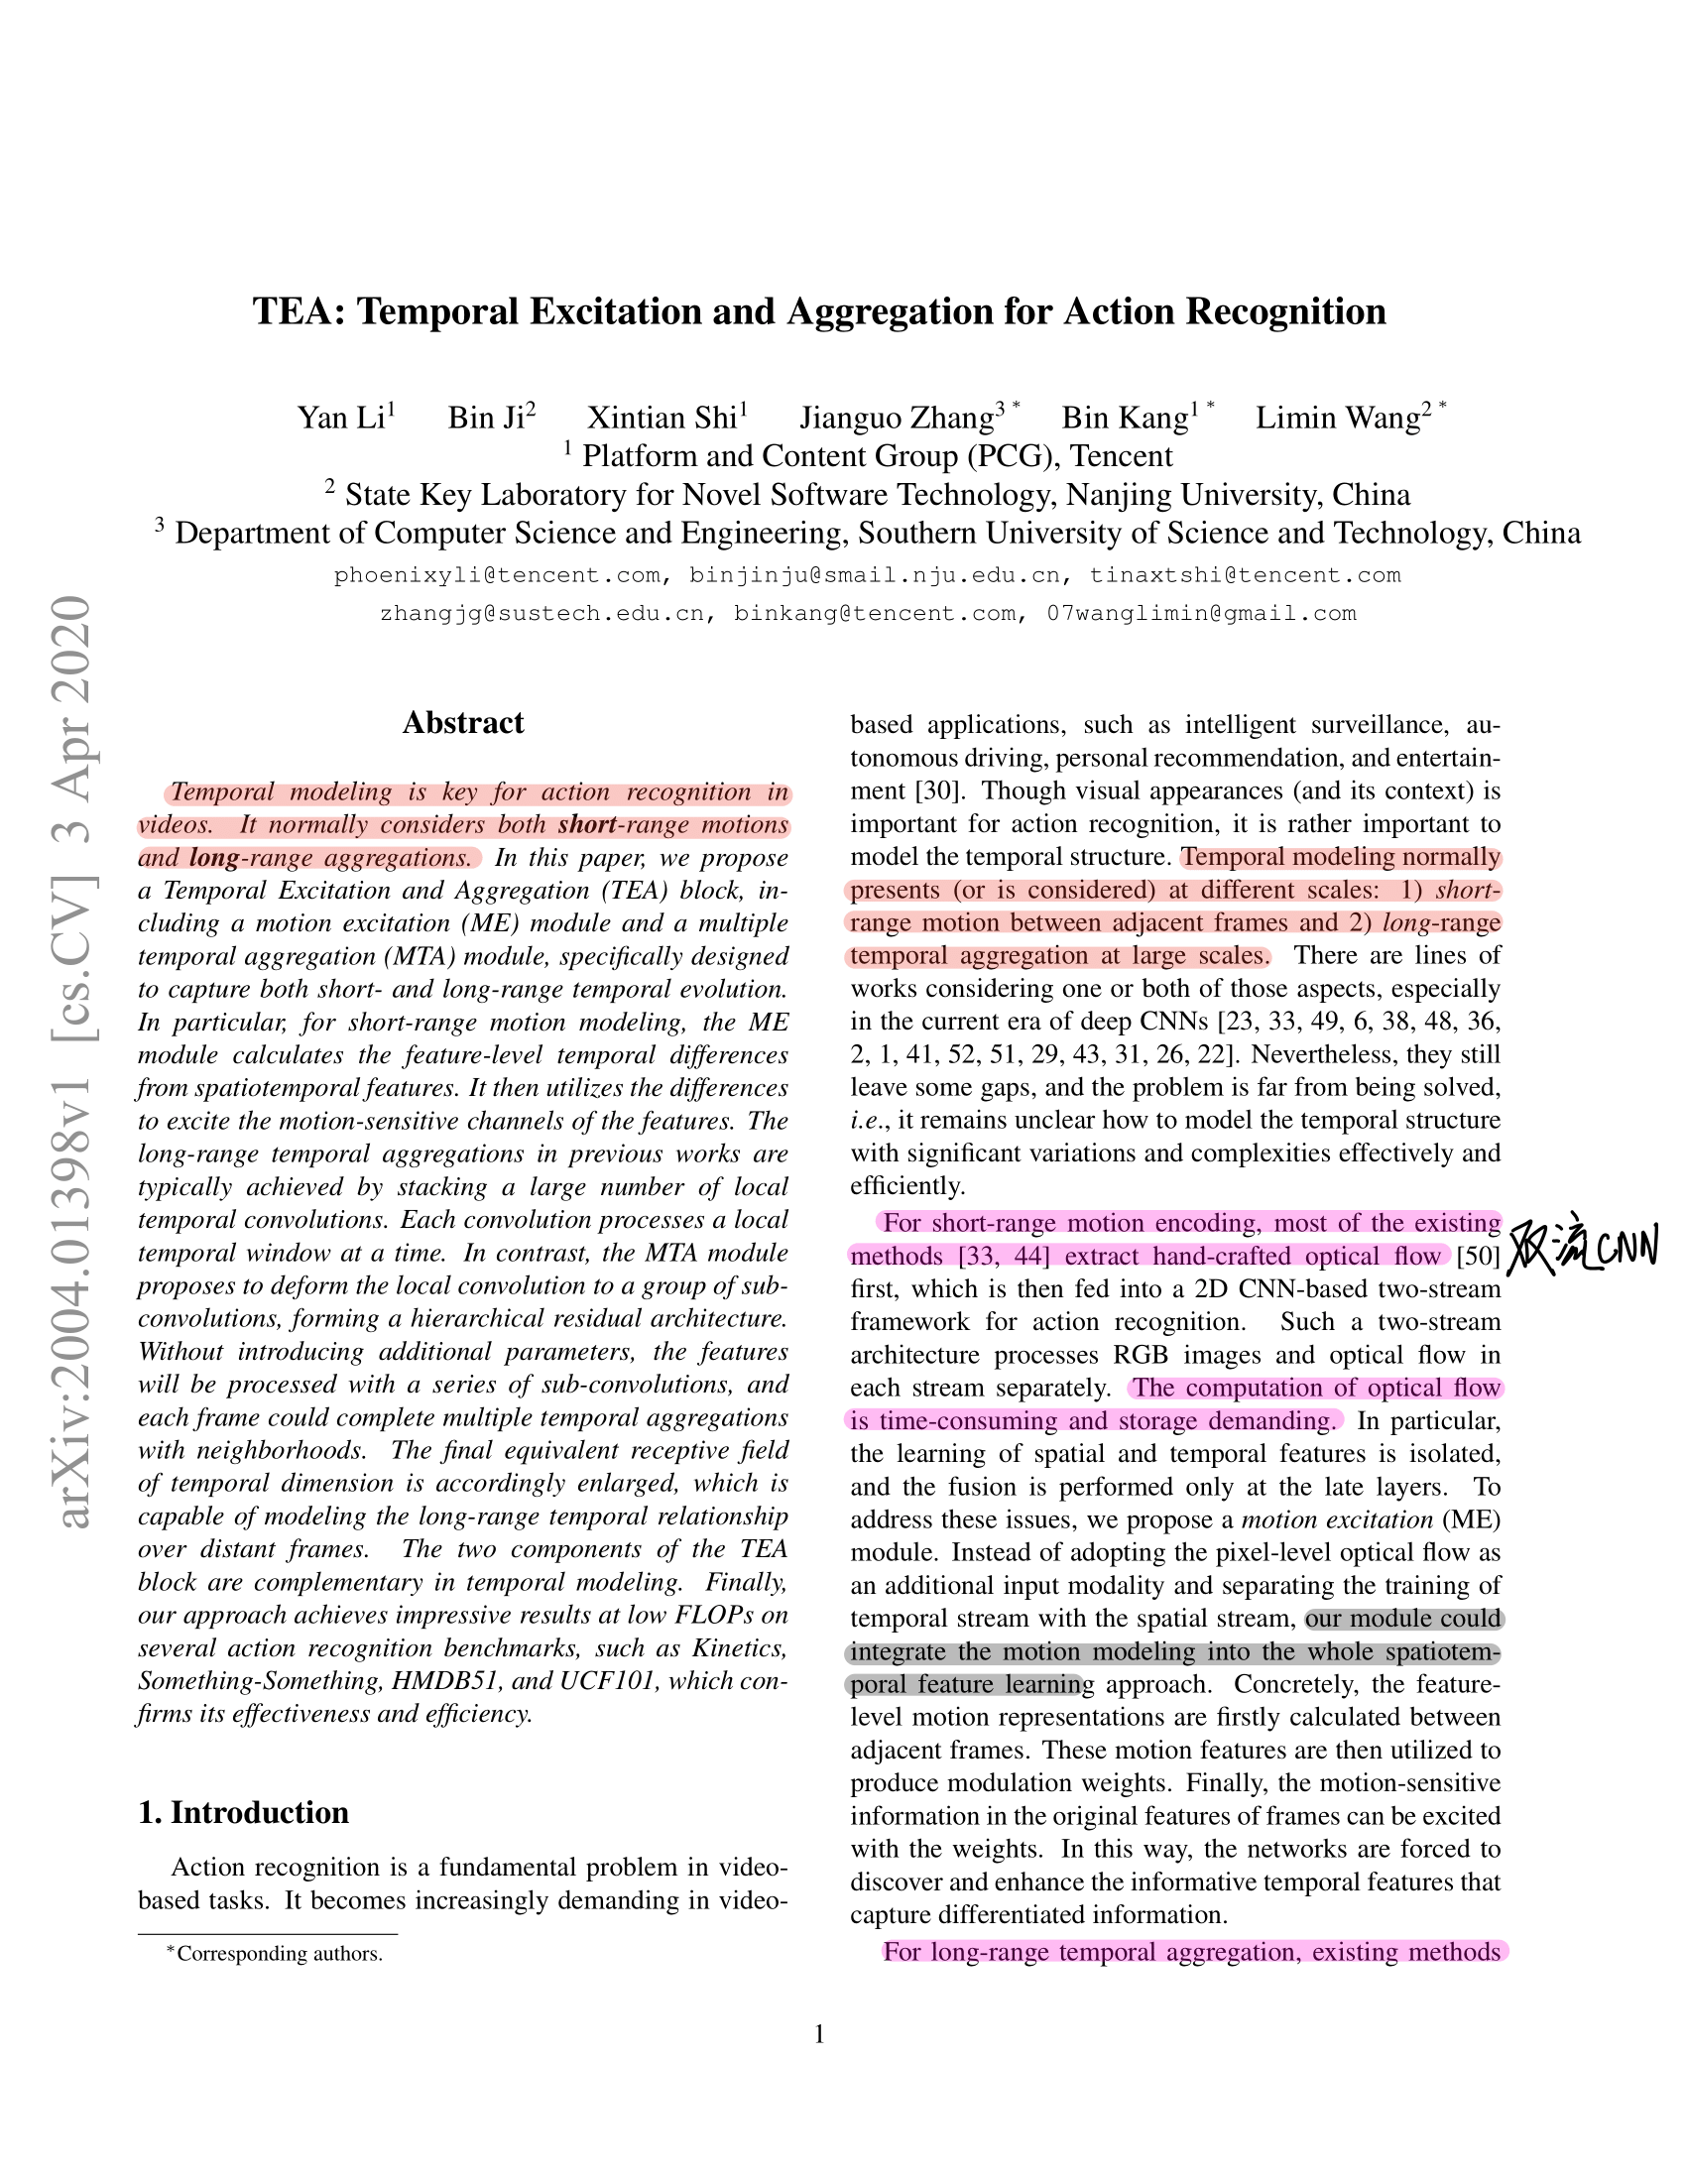 TEA: Temporal Excitation and Aggregation for Action Recognition
Yan Li1 Bin Ji2 Xintian Shi1 Jianguo Zhang3 * Bin Kang1 * Limin Wang2 *
1 Platform and Content Group (PCG), Tencent
2 State Key Laboratory for Novel Software Technology, Nanjing University, China
3 Department of Computer Science and Engineering, Southern University of Science and Technology, China
phoenixyli@tencent.com, binjinju@smail.nju.edu.cn, tinaxtshi@tencent.com
zhangjg@sustech.edu.cn, binkang@tencent.com, 07wanglimin@gmail.com
arXiv:2004.01398v1 [cs.CV] 3 Apr 2020
Abstract
Temporal modeling is key for action recognition in
videos. It normally considers both short-range motions
and long-range aggregations. In this paper, we propose
a Temporal Excitation and Aggregation (TEA) block, in-
cluding a motion excitation (ME) module and a multiple
temporal aggregation (MTA) module, specifically designed
to capture both short- and long-range temporal evolution.
In particular, for short-range motion modeling, the ME
module calculates the feature-level temporal differences
from spatiotemporal features. It then utilizes the differences
to excite the motion-sensitive channels of the features. The
long-range temporal aggregations in previous works are
typically achieved by stacking a large number of local
temporal convolutions. Each convolution processes a local
temporal window at a time. In contrast, the MTA module
proposes to deform the local convolution to a group of sub-
convolutions, forming a hierarchical residual architecture.
Without introducing additional parameters, the features
will be processed with a series of sub-convolutions, and
each frame could complete multiple temporal aggregations
with neighborhoods. The final equivalent receptive field
of temporal dimension is accordingly enlarged, which is
capable of modeling the long-range temporal relationship
over distant frames. The two components of the TEA
block are complementary in temporal modeling. Finally,
our approach achieves impressive results at low FLOPs on
several action recognition benchmarks, such as Kinetics,
Something-Something, HMDB51, and UCF101, which con-
firms its effectiveness and efficiency.
1. Introduction
Action recognition is a fundamental problem in video-
based tasks. It becomes increasingly demanding in video-
*Corresponding authors.
based applications, such as intelligent surveillance, au-
tonomous driving, personal recommendation, and entertain-
ment [30]. Though visual appearances (and its context) is
important for action recognition, it is rather important to
model the temporal structure. Temporal modeling normally
presents (or is considered) at different scales: 1) short-
range motion between adjacent frames and 2) long-range
temporal aggregation at large scales. There are lines of
works considering one or both of those aspects, especially
in the current era of deep CNNs [23, 33, 49, 6, 38, 48, 36,
2, 1, 41, 52, 51, 29, 43, 31, 26, 22]. Nevertheless, they still
leave some gaps, and the problem is far from being solved,
i.e., it remains unclear how to model the temporal structure
with significant variations and complexities effectively and
efficiently.
For short-range motion encoding, most of the existing
methods [33, 44] extract hand-crafted optical flow [50]
双流CNN
first, which is then fed into a 2D CNN-based two-stream
framework for action recognition. Such a two-stream
architecture processes RGB images and optical flow in
each stream separately. The computation of optical flow
is time-consuming and storage demanding. In particular,
the learning of spatial and temporal features is isolated,
and the fusion is performed only at the late layers. To
address these issues, we propose a motion excitation (ME)
module. Instead of adopting the pixel-level optical flow as
an additional input modality and separating the training of
temporal stream with the spatial stream, our module could
integrate the motion modeling into the whole spatiotem-
poral feature learning approach. Concretely, the feature-
level motion representations are firstly calculated between
adjacent frames. These motion features are then utilized to
produce modulation weights. Finally, the motion-sensitive
information in the original features of frames can be excited
with the weights. In this way, the networks are forced to
discover and enhance the informative temporal features that
capture differentiated information.
For long-range temporal aggregation, existing methods
1